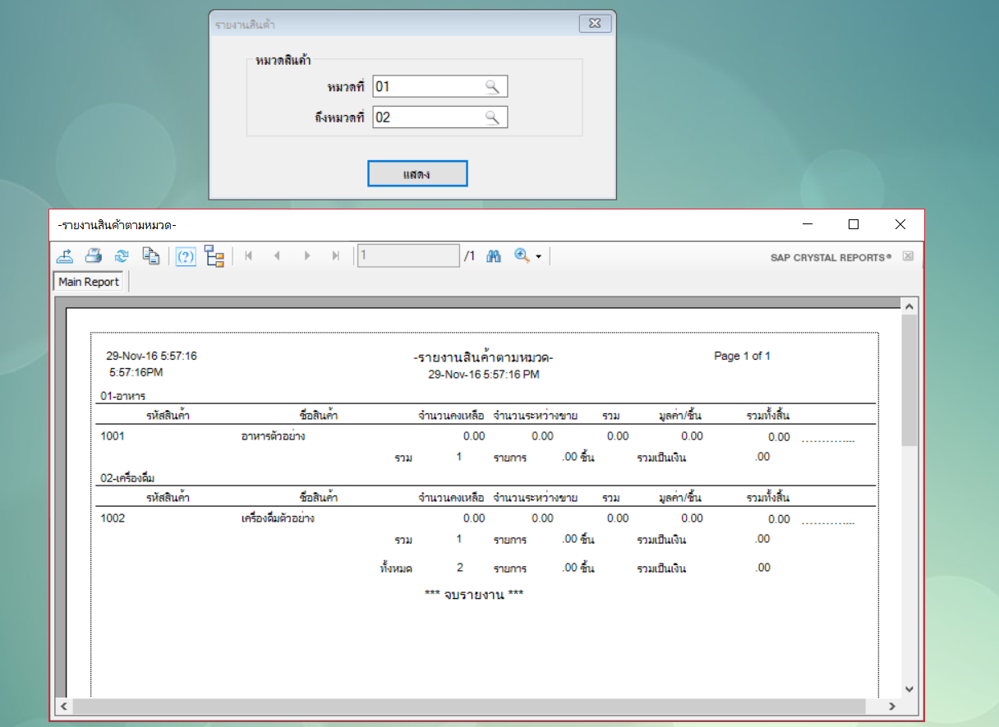 รายงานสินค้า
หมวดสินค้า
หมวดที่ 01
ถึงหมวดที่ 02
แสดง
-รายงานสินค้าตามหมวด-
1 /1 SAP CRYSTAL REPORTS®
Main Report
29-Nov-16 5:57:16 -รายงานสินค้าตามหมวด- Page 1 of 1
5:57:16PM 29-Nov-16 5:57:16 PM
01-อาหาร
รหัสสินค้า ชื่อสินค้า จำนวนคงเหลือ จำนวนระหว่างขาย รวม มูลค่า/ชิ้น รวมทั้งสิ้น
1001 อาหารตัวอย่าง 0.00 0.00 0.00 0.00 0.00 ................
รวม 1 รายการ .00 ชิ้น รวมเป็นเงิน .00
02-เครื่องดื่ม
รหัสสินค้า ชื่อสินค้า จำนวนคงเหลือ จำนวนระหว่างขาย รวม มูลค่า/ชิ้น รวมทั้งสิ้น
1002 เครื่องดื่มตัวอย่าง 0.00 0.00 0.00 0.00 0.00 ................
รวม 1 รายการ .00 ชิ้น รวมเป็นเงิน .00
ทั้งหมด 2 รายการ .00 ชิ้น รวมเป็นเงิน .00
*** จบรายงาน ***